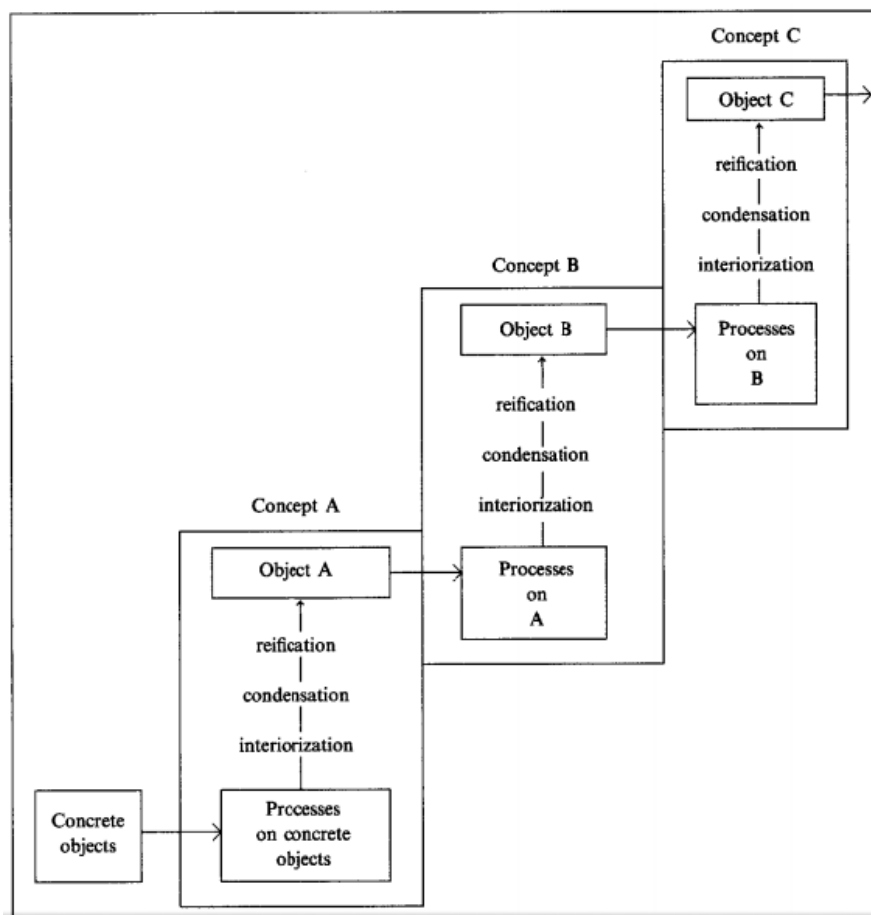 Concept C
Object C
reification
condensation
interiorization
Processes
on
B
Concept B
Object B
reification
condensation
interiorization
Processes
on
A
Concept A
Object A
reification
condensation
interiorization
Processes
on concrete
objects
Concrete
objects